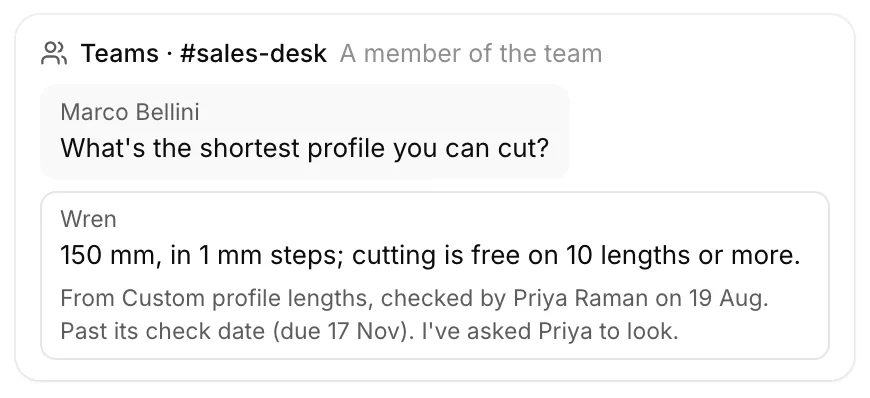 Teams · #sales-desk A member of the team
Marco Bellini
What's the shortest profile you can cut?
Wren
150 mm, in 1 mm steps; cutting is free on 10 lengths or more.
From Custom profile lengths, checked by Priya Raman on 19 Aug.
Past its check date (due 17 Nov). I've asked Priya to look.